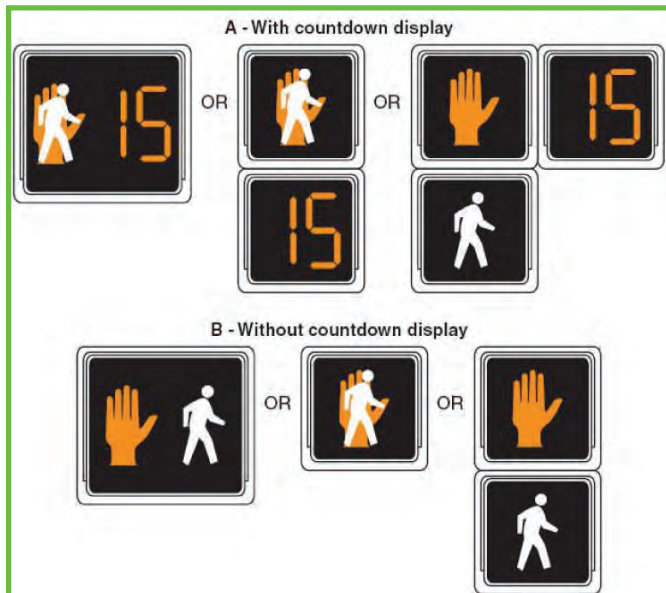 A - With countdown display
15 OR OR 15
15
B - Without countdown display
OR OR